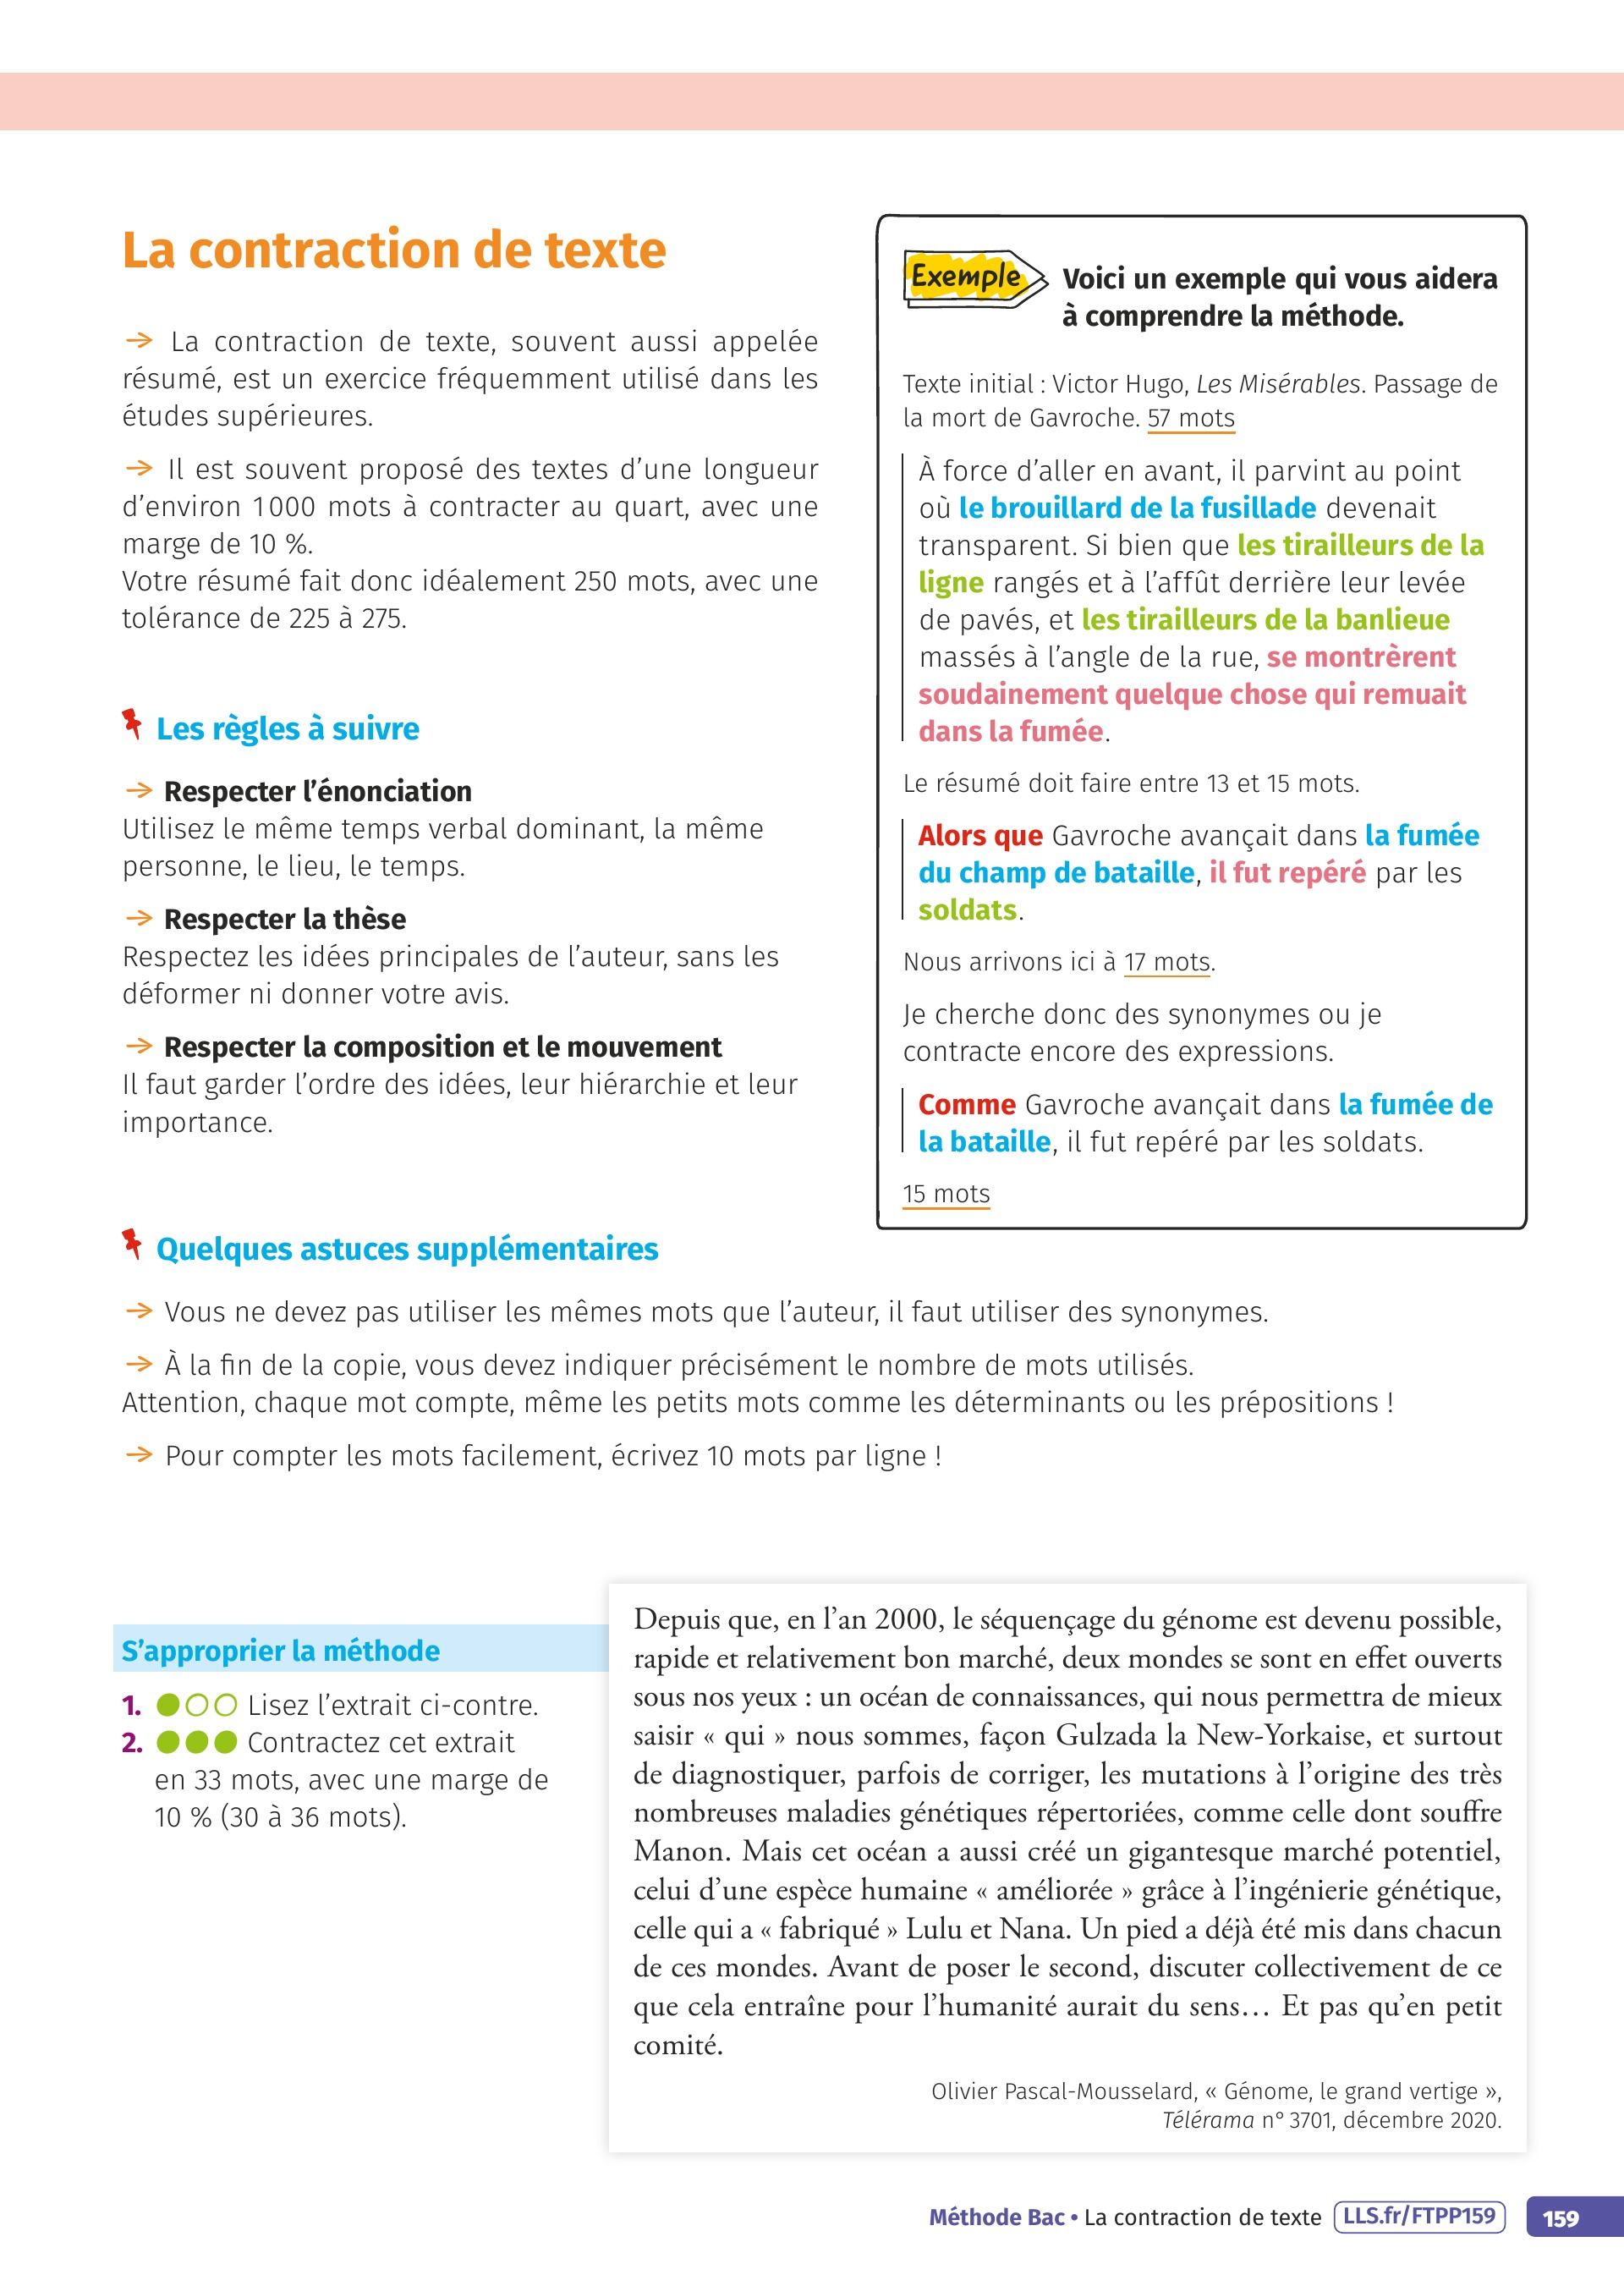 La contraction de texte
→ La contraction de texte, souvent aussi appelée
résumé, est un exercice fréquemment utilisé dans les
études supérieures.
→ Il est souvent proposé des textes d’une longueur
d’environ 1 000 mots à contracter au quart, avec une
marge de 10 %.
Votre résumé fait donc idéalement 250 mots, avec une
tolérance de 225 à 275.
Les règles à suivre
→ Respecter l’énonciation
Utilisez le même temps verbal dominant, la même
personne, le lieu, le temps.
→ Respecter la thèse
Respectez les idées principales de l’auteur, sans les
déformer ni donner votre avis.
→ Respecter la composition et le mouvement
Il faut garder l’ordre des idées, leur hiérarchie et leur
importance.
Exemple
Voici un exemple qui vous aidera
à comprendre la méthode.
Texte initial : Victor Hugo, Les Misérables. Passage de
la mort de Gavroche. 57 mots
À force d’aller en avant, il parvint au point
où le brouillard de la fusillade devenait
transparent. Si bien que les tirailleurs de la
ligne rangés et à l’affût derrière leur levée
de pavés, et les tirailleurs de la banlieue
massés à l’angle de la rue, se montrèrent
soudainement quelque chose qui remuait
dans la fumée.
Le résumé doit faire entre 13 et 15 mots.
Alors que Gavroche avançait dans la fumée
du champ de bataille, il fut repéré par les
soldats.
Nous arrivons ici à 17 mots.
Je cherche donc des synonymes ou je
contracte encore des expressions.
Comme Gavroche avançait dans la fumée de
la bataille, il fut repéré par les soldats.
15 mots
Quelques astuces supplémentaires
→ Vous ne devez pas utiliser les mêmes mots que l’auteur, il faut utiliser des synonymes.
→ À la fin de la copie, vous devez indiquer précisément le nombre de mots utilisés.
Attention, chaque mot compte, même les petits mots comme les déterminants ou les prépositions !
→ Pour compter les mots facilement, écrivez 10 mots par ligne !
S’approprier la méthode
1. Lisez l’extrait ci-contre.
2. Contractez cet extrait
en 33 mots, avec une marge de
10 % (30 à 36 mots).
Depuis que, en l’an 2000, le séquençage du génome est devenu possible,
rapide et relativement bon marché, deux mondes se sont en effet ouverts
sous nos yeux : un océan de connaissances, qui nous permettra de mieux
saisir « qui » nous sommes, façon Gulzada la New-Yorkaise, et surtout
de diagnostiquer, parfois de corriger, les mutations à l’origine des très
nombreuses maladies génétiques répertoriées, comme celle dont souffre
Manon. Mais cet océan a aussi créé un gigantesque marché potentiel,
celui d’une espèce humaine « améliorée » grâce à l’ingénierie génétique,
celle qui a « fabriqué » Lulu et Nana. Un pied a déjà été mis dans chacun
de ces mondes. Avant de poser le second, discuter collectivement de ce
que cela entraîne pour l’humanité aurait du sens… Et pas qu’en petit
comité.
Olivier Pascal-Mousselard, « Génome, le grand vertige »,
Télérama n° 3701, décembre 2020.
Méthode Bac • La contraction de texte LLS.fr/FTPP159 159